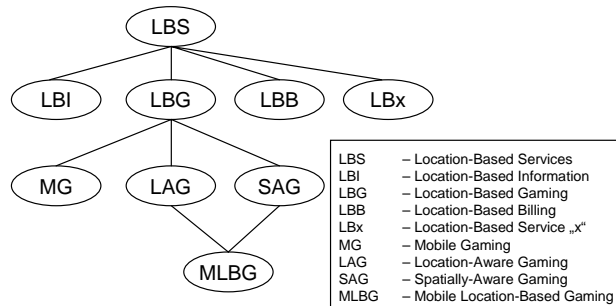 LBS
LBI LBG LBB LBx
MG LAG SAG
MLBG
LBS – Location-Based Services
LBI – Location-Based Information
LBG – Location-Based Gaming
LBB – Location-Based Billing
LBx – Location-Based Service „x“
MG – Mobile Gaming
LAG – Location-Aware Gaming
SAG – Spatially-Aware Gaming
MLBG – Mobile Location-Based Gaming